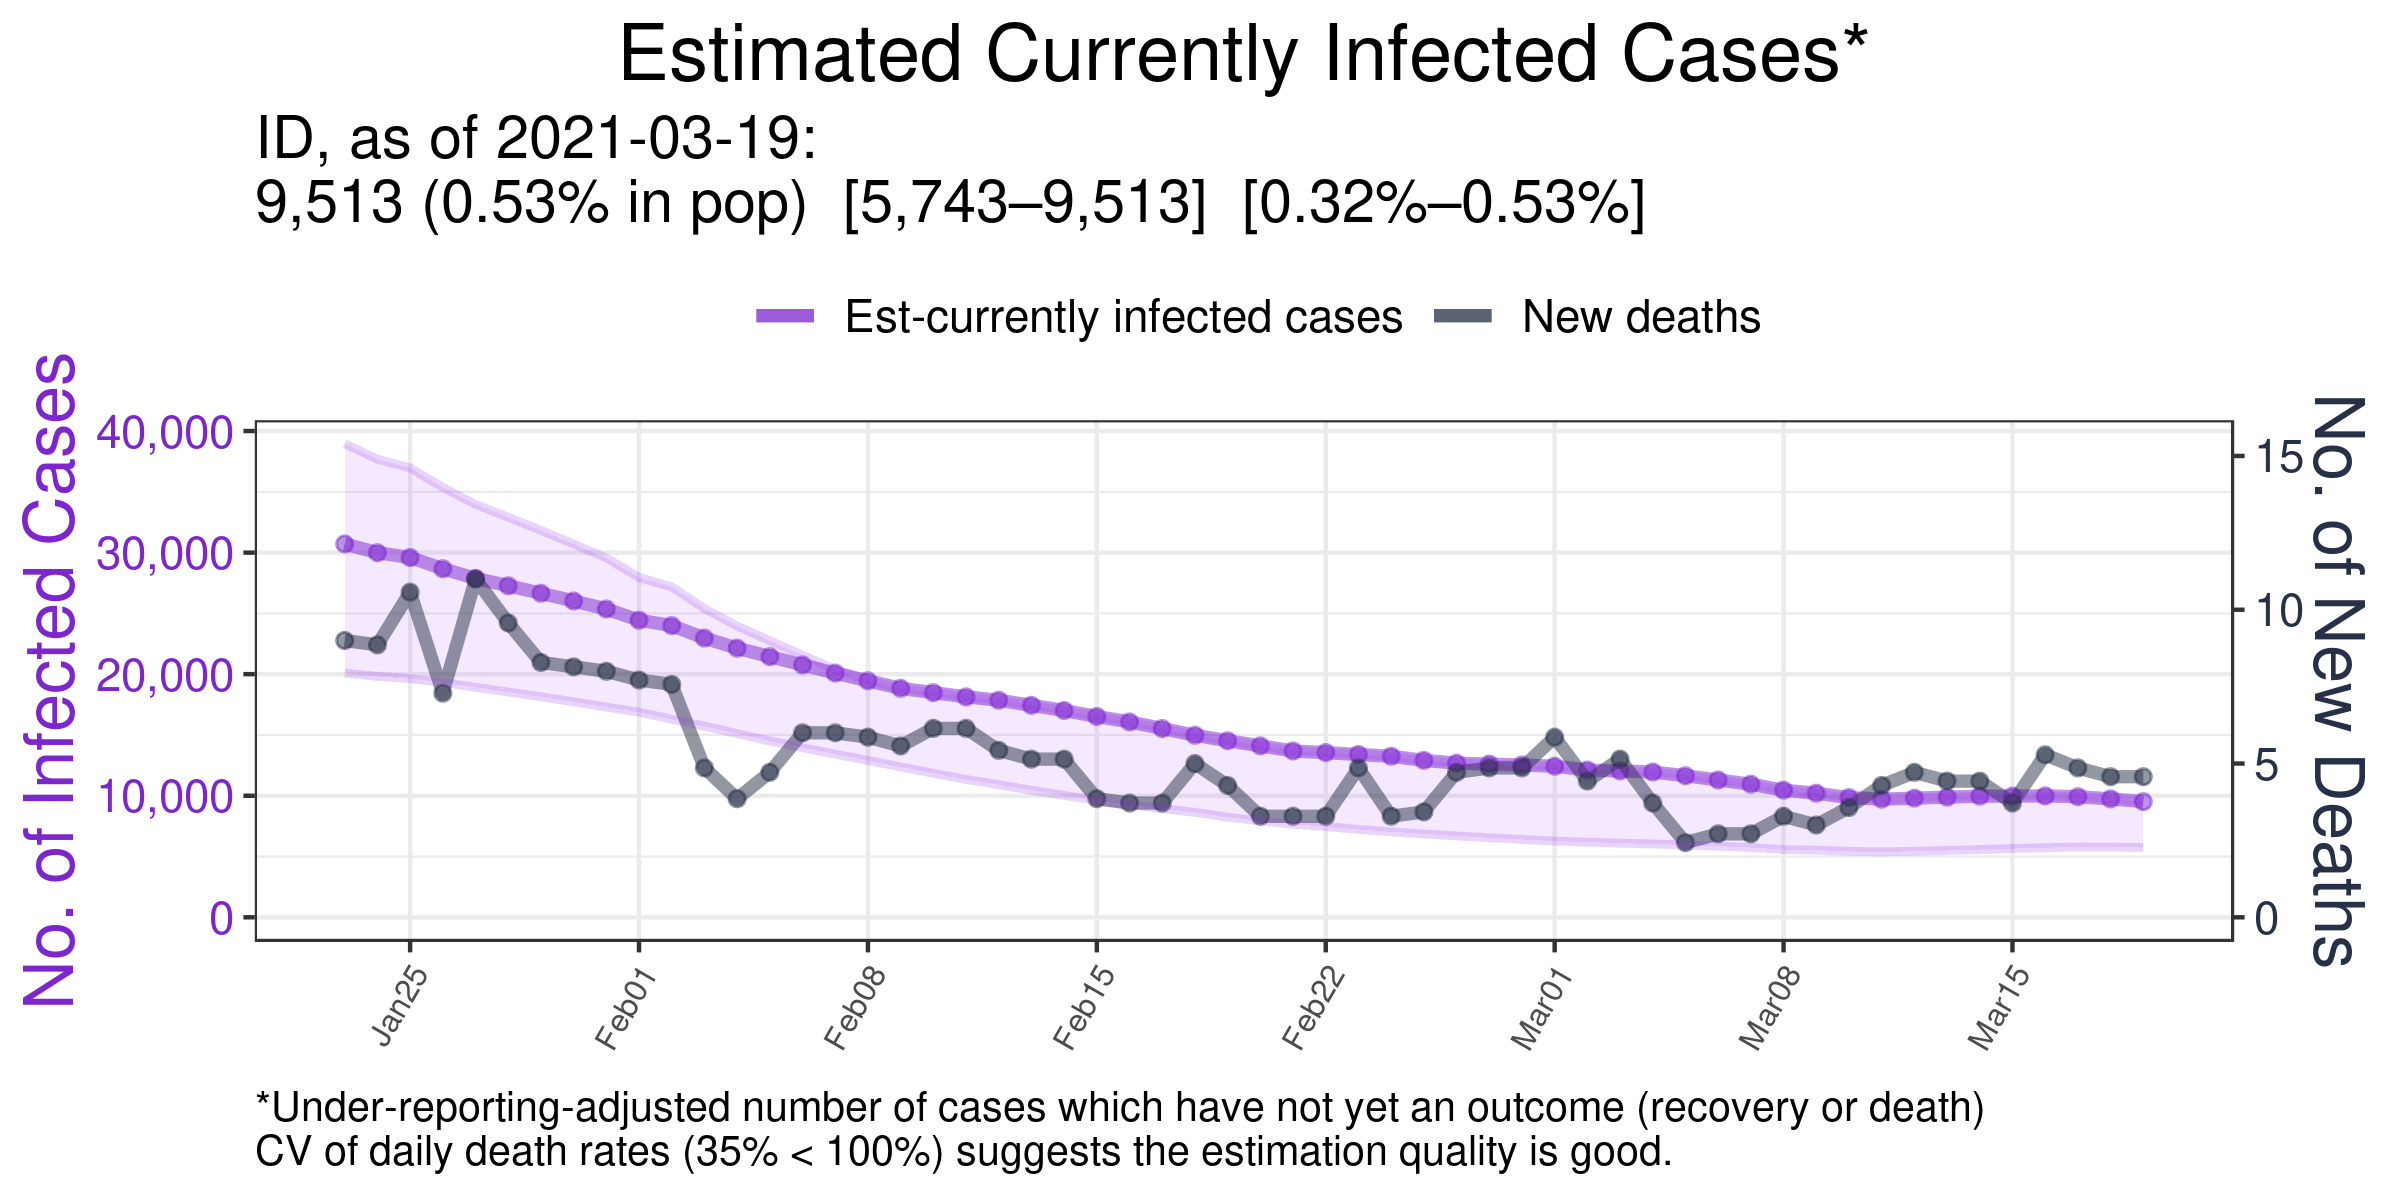 Estimated Currently Infected Cases*
ID, as of 2021-03-19:
9,513 (0.53% in pop)  [5,743–9,513]  [0.32%–0.53%]
Est-currently infected cases
New deaths
No. of Infected Cases
40,000
30,000
20,000
10,000
0
No. of New Deaths
15
10
5
0
Jan25
Feb01
Feb08
Feb15
Feb22
Mar01
Mar08
Mar15
*Under-reporting-adjusted number of cases which have not yet an outcome (recovery or death)
CV of daily death rates (35% < 100%) suggests the estimation quality is good.